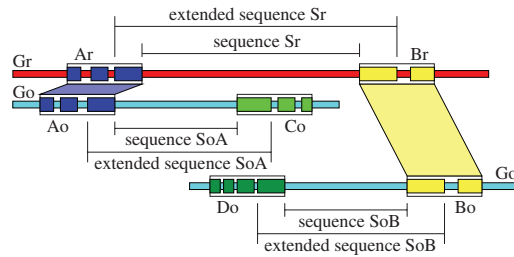 extended sequence Sr
Ar
sequence Sr
Br
Gr
Go
Ao
Co
sequence SoA
extended sequence SoA
Go
Do
Bo
sequence SoB
extended sequence SoB